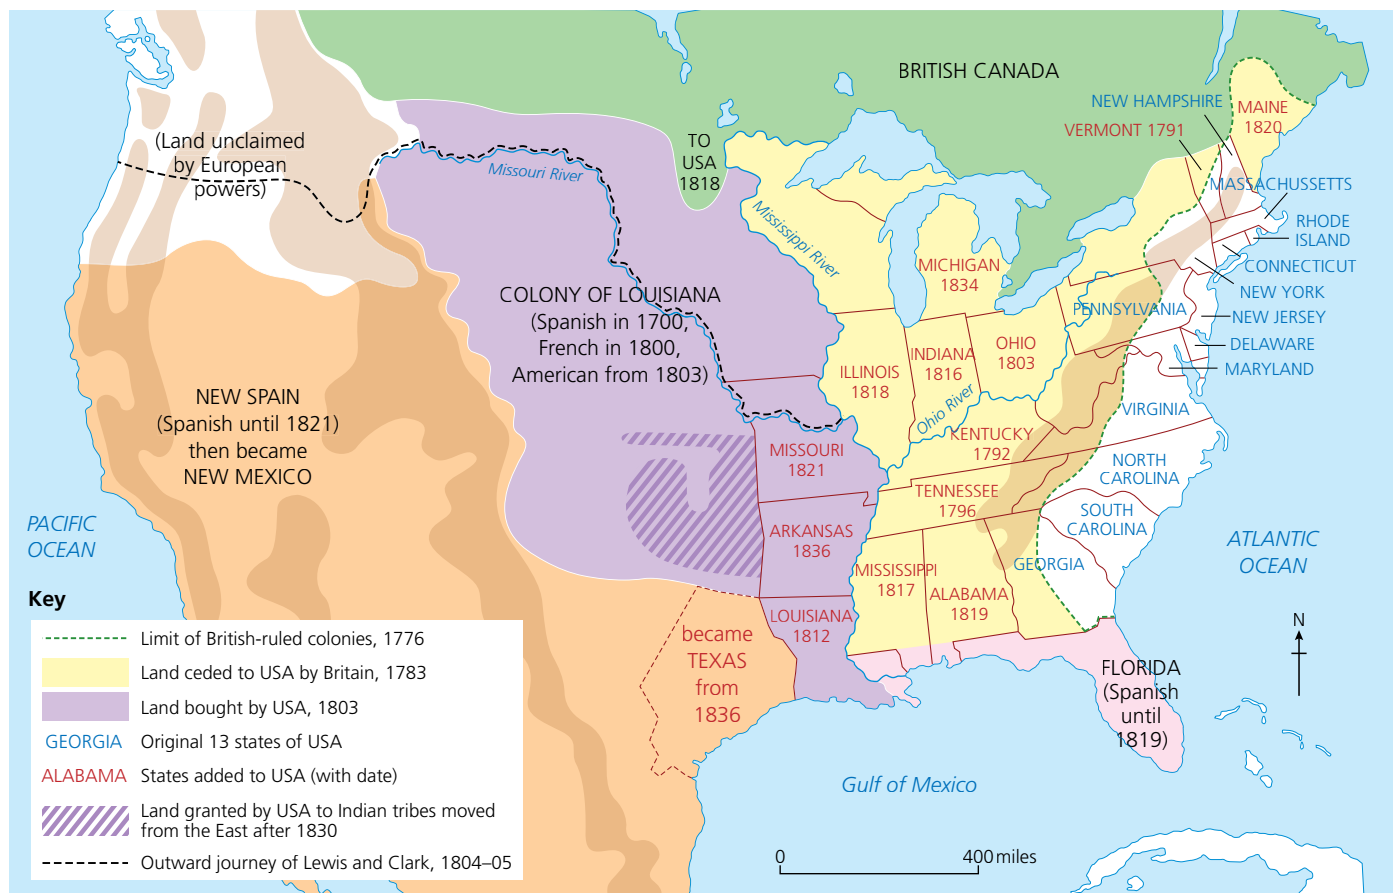 BRITISH CANADA
NEW HAMPSHIRE
MAINE
1820
VERMONT 1791
TO
USA
1818
(Land unclaimed
by European
powers)
Missouri River
MASSACHUSSETTS
RHODE
ISLAND
Mississippi River
CONNECTICUT
MICHIGAN
1834
NEW YORK
COLONY OF LOUISIANA
(Spanish in 1700,
French in 1800,
American from 1803)
PENNSYLVANIA
NEW JERSEY
DELAWARE
MARYLAND
OHIO
1803
INDIANA
1816
ILLINOIS
1818
Ohio River
NEW SPAIN
(Spanish until 1821)
then became
NEW MEXICO
VIRGINIA
KENTUCKY
1792
MISSOURI
1821
NORTH
CAROLINA
TENNESSEE
1796
SOUTH
CAROLINA
PACIFIC
OCEAN
ARKANSAS
1836
ATLANTIC
OCEAN
GEORGIA
MISSISSIPPI
1817
ALABAMA
1819
LOUISIANA
1812
became
TEXAS
from
1836
FLORIDA
(Spanish
until
1819)
N
Gulf of Mexico
0 400 miles
Key
Limit of British-ruled colonies, 1776
Land ceded to USA by Britain, 1783
Land bought by USA, 1803
GEORGIA Original 13 states of USA
ALABAMA States added to USA (with date)
Land granted by USA to Indian tribes moved
from the East after 1830
Outward journey of Lewis and Clark, 1804–05